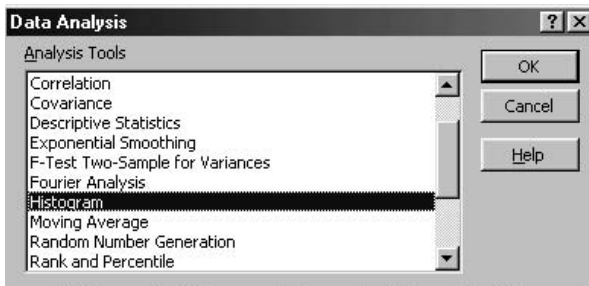 Data Analysis
Analysis Tools
Correlation
Covariance
Descriptive Statistics
Exponential Smoothing
F-Test Two-Sample for Variances
Fourier Analysis
Histogram
Moving Average
Random Number Generation
Rank and Percentile
OK
Cancel
Help